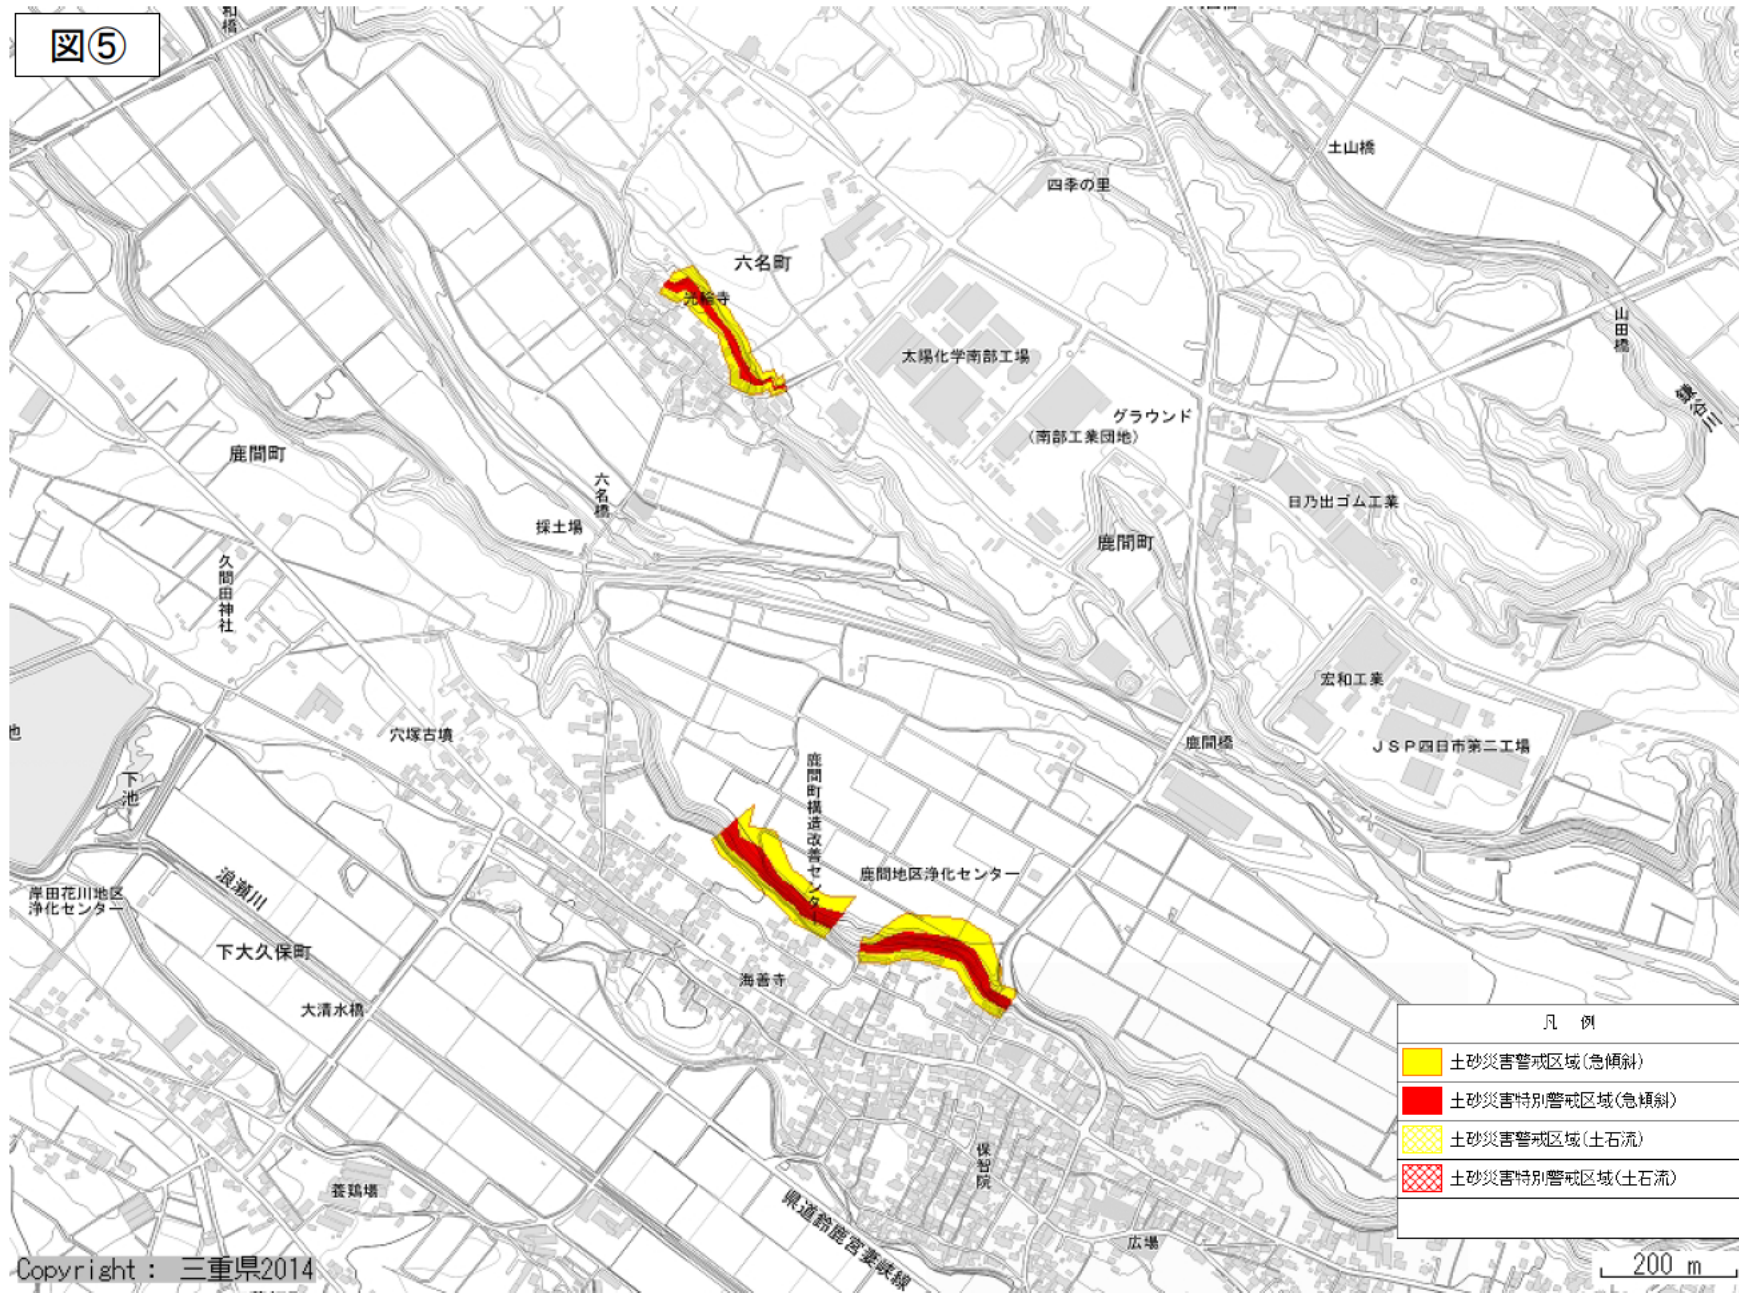 図⑤
和橋
土山橋
四季の里
六名町
光輪寺
山田橋
太陽化学南部工場
鎌谷川
グラウンド
(南部工業団地)
鹿間町
六名橋
日乃出ゴム工業
採土場
鹿間町
久間田神社
宏和工業
池
穴塚古墳
鹿間橋
JSP四日市第二工場
下池
鹿間町構造改善センター
鹿間地区浄化センター
浪瀬川
岸田花川地区
浄化センター
下大久保町
海善寺
大清水橋
凡 例
土砂災害警戒区域(急傾斜)
土砂災害特別警戒区域(急傾斜)
土砂災害警戒区域(土石流)
土砂災害特別警戒区域(土石流)
保智院
養鶏場
県道鈴鹿宮妻峡線
広場
Copyright : 三重県2014
200 m